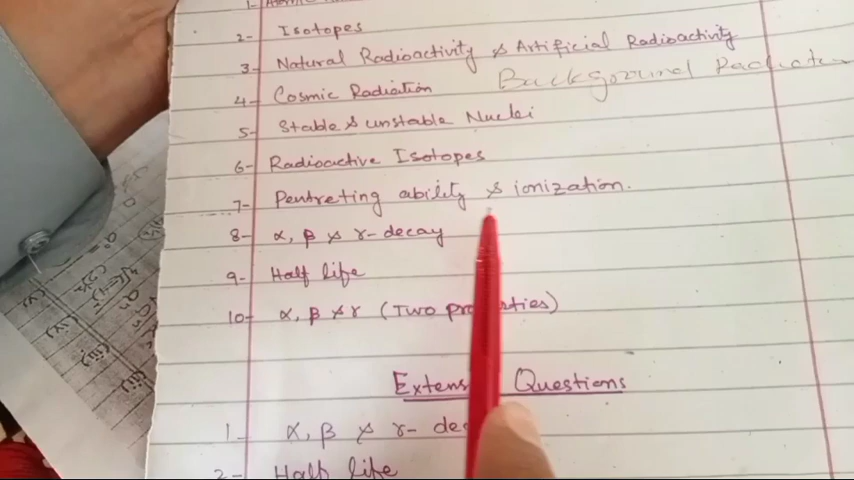 1-
2- Isotopes
3- Natural Radioactivity & Artificial Radioactivity
4- Cosmic Radiation Background
5- Stable & unstable Nuclei
6- Radioactive Isotopes
7- Pentreting ability & ionization.
8- α, β & γ-decay
9- Half life
10- α, β & γ (Two
Questions
1- α, β & γ-
2- Half life